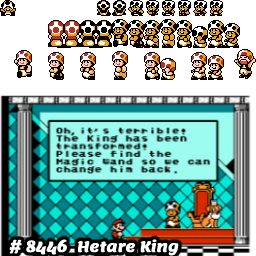 Oh, it's terrible!
The King has been
transformed!
Please find the
Magic Wand so we can
change him back.
# 8446 Hetare King